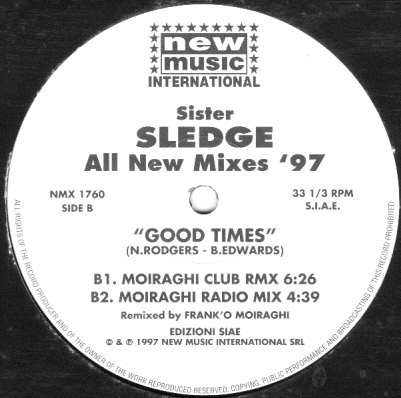 new
music
INTERNATIONAL
Sister
SLEDGE
All New Mixes '97
NMX 1760
SIDE B
33 1/3 RPM
S.I.A.E.
"GOOD TIMES"
(N.RODGERS - B.EDWARDS)
B1. MOIRAGHI CLUB RMX 6:26
B2. MOIRAGHI RADIO MIX 4:39
Remixed by FRANK'O MOIRAGHI
EDIZIONI SIAE
© & ℗ 1997 NEW MUSIC INTERNATIONAL SRL
ALL RIGHTS OF THE RECORD PRODUCER AND OF THE OWNER OF THE WORK REPRODUCED RESERVED. COPYING, PUBLIC PERFORMANCE AND BROADCASTING OF THIS RECORD PROHIBITED